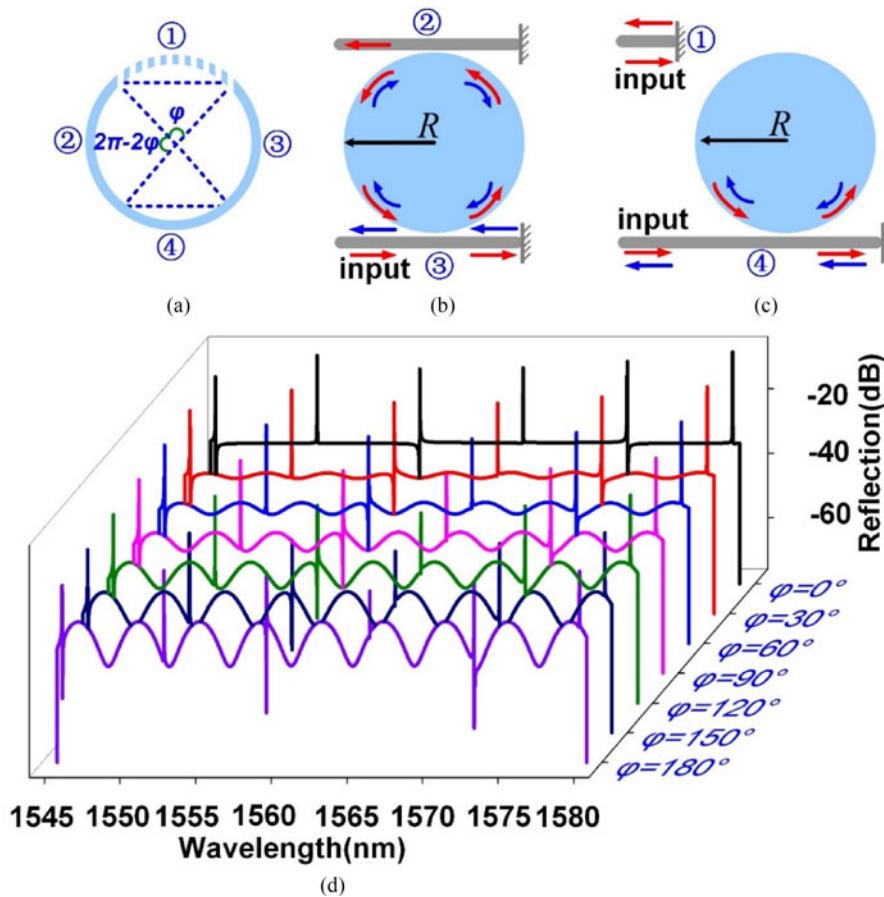 ①
φ
② 2π-2φ ③
④
(a)
②
R
input
③
(b)
①
input
R
input
④
(c)
-20
-40
-60
Reflection(dB)
φ=0°
φ=30°
φ=60°
φ=90°
φ=120°
φ=150°
φ=180°
1545 1550 1555 1560 1565 1570 1575 1580
Wavelength(nm)
(d)